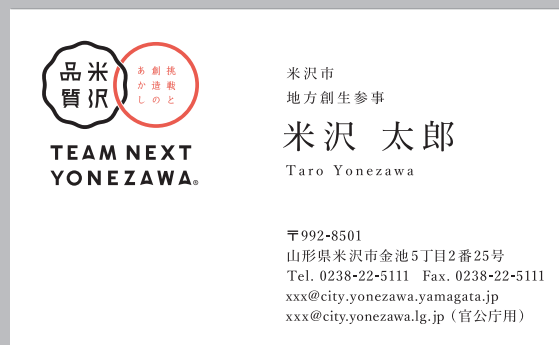 米沢
品質
挑戦と
創造の
あかし
TEAM NEXT
YONEZAWA®
米沢市
地方創生参事
米沢 太郎
Taro Yonezawa
〒992-8501
山形県米沢市金池5丁目2番25号
Tel. 0238-22-5111 Fax. 0238-22-5111
xxx@city.yonezawa.yamagata.jp
xxx@city.yonezawa.lg.jp（官公庁用）